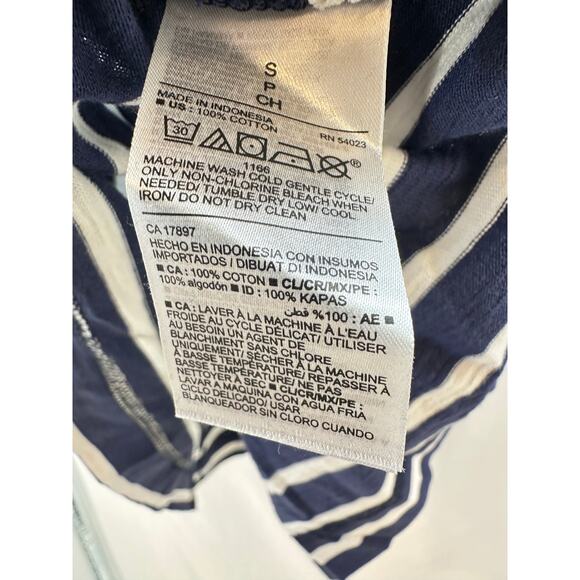 S
P
CH
MADE IN INDONESIA
■ US : 100% COTTON
RN 54023
30
1166
®
MACHINE WASH COLD GENTLE CYCLE/
ONLY NON-CHLORINE BLEACH WHEN
NEEDED/ TUMBLE DRY LOW/ COOL
IRON/ DO NOT DRY CLEAN
CA 17897
HECHO EN INDONESIA CON INSUMOS
IMPORTADOS / DIBUAT DI INDONESIA
■ CA : 100% COTON ■ CL/CR/MX/PE :
100% algodón ■ ID : 100% KAPAS
■ AE : 100% قطن
■ CA : LAVER À LA MACHINE À L'EAU
FROIDE AU CYCLE DÉLICAT/ UTILISER
AU BESOIN UN AGENT DE
BLANCHIMENT SANS CHLORE
UNIQUEMENT/ SÉCHER À LA MACHINE
À BASSE TEMPÉRATURE/ REPASSER À
BASSE TEMPÉRATURE/ NE PAS
NETTOYER À SEC ■ CL/CR/MX/PE :
LAVAR A MAQUINA CON AGUA FRIÀ
CICLO DELICADO/ USAR
BLANQUEADOR SIN CLORO CUANDO